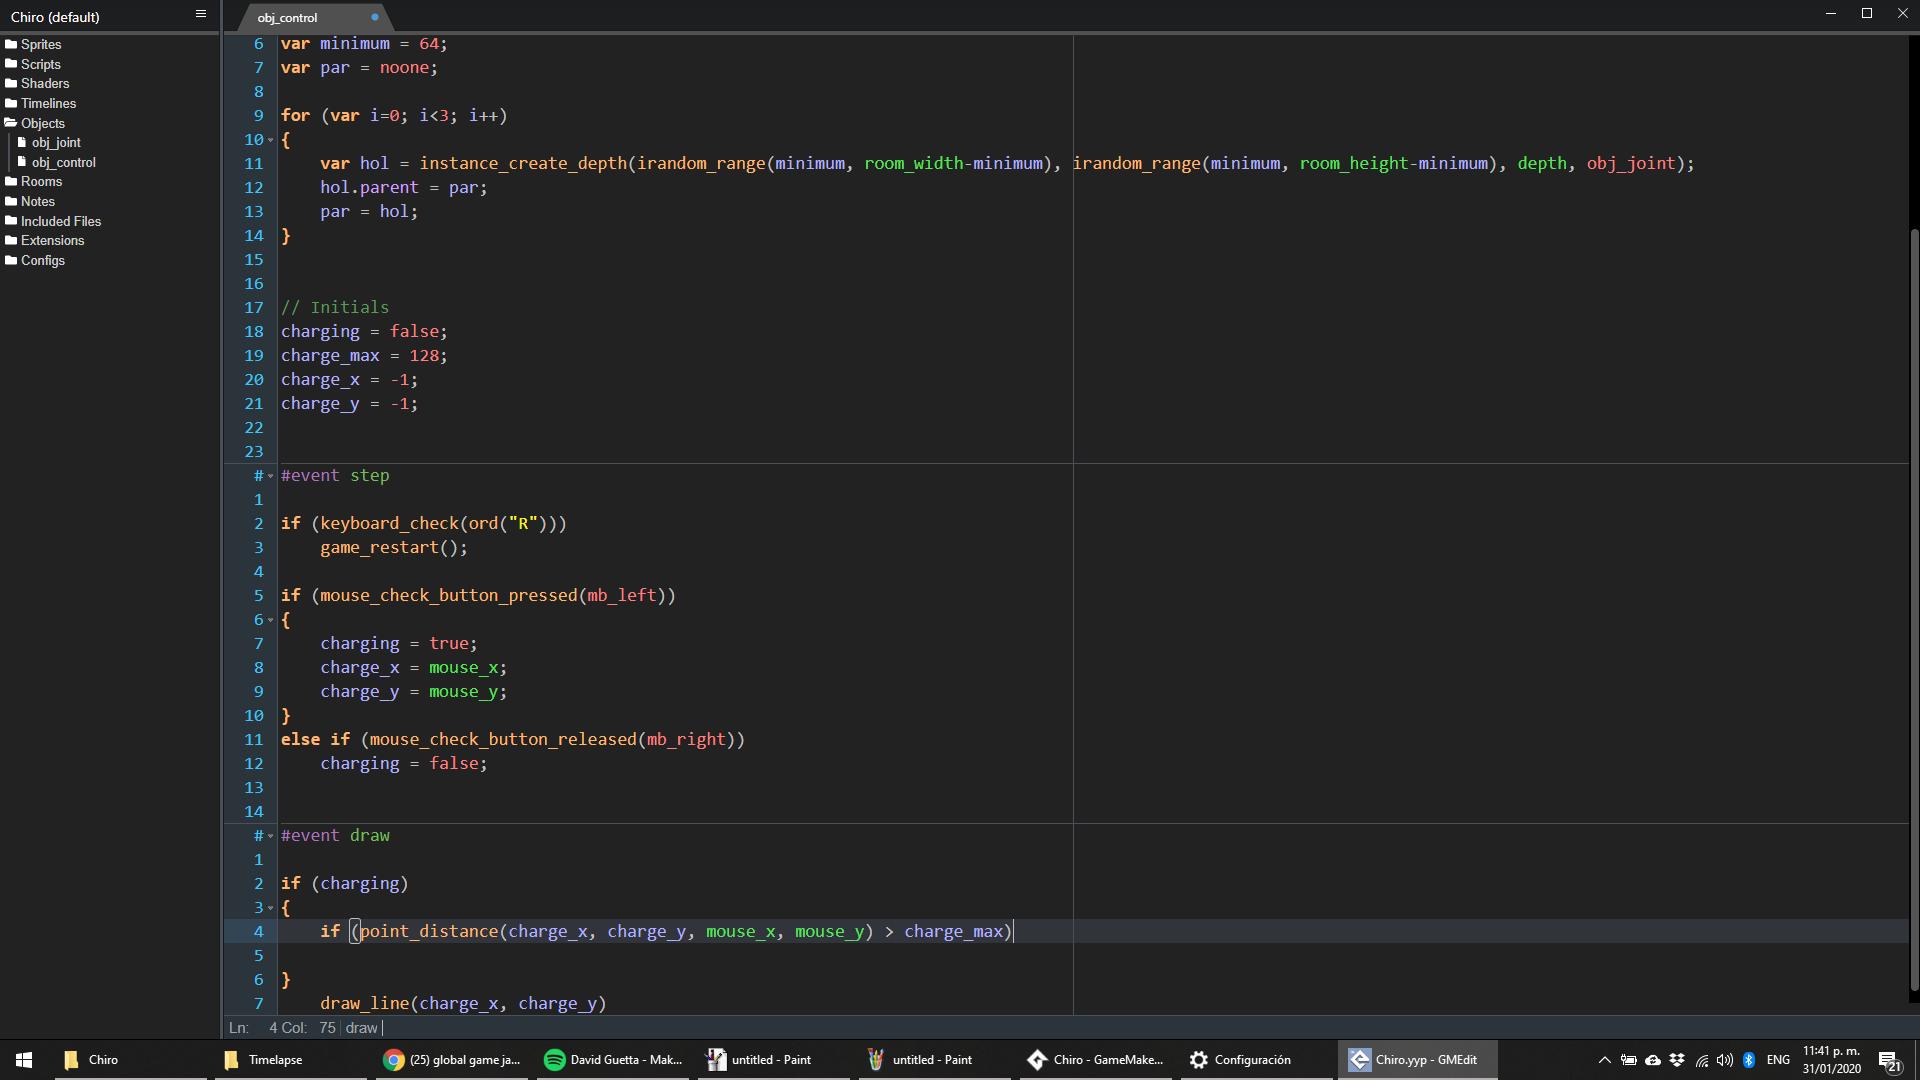 Chiro (default)
obj_control
Sprites
Scripts
Shaders
Timelines
Objects
obj_joint
obj_control
Rooms
Notes
Included Files
Extensions
Configs
6 var minimum = 64;
7 var par = noone;
8
9 for (var i=0; i<3; i++)
10 {
11 var hol = instance_create_depth(irandom_range(minimum, room_width-minimum), irandom_range(minimum, room_height-minimum), depth, obj_joint);
12 hol.parent = par;
13 par = hol;
14 }
15
16
17 // Initials
18 charging = false;
19 charge_max = 128;
20 charge_x = -1;
21 charge_y = -1;
22
23
# #event step
1
2 if (keyboard_check(ord("R")))
3 game_restart();
4
5 if (mouse_check_button_pressed(mb_left))
6 {
7 charging = true;
8 charge_x = mouse_x;
9 charge_y = mouse_y;
10 }
11 else if (mouse_check_button_released(mb_right))
12 charging = false;
13
14
# #event draw
1
2 if (charging)
3 {
4 if (point_distance(charge_x, charge_y, mouse_x, mouse_y) > charge_max)
5
6 }
7 draw_line(charge_x, charge_y)
Ln: 4 Col: 75 draw
Chiro
Timelapse
(25) global game ja...
David Guetta - Mak...
untitled - Paint
untitled - Paint
Chiro - GameMake...
Configuración
Chiro.yyp - GMEdit
ENG
11:41 p. m.
31/01/2020
21